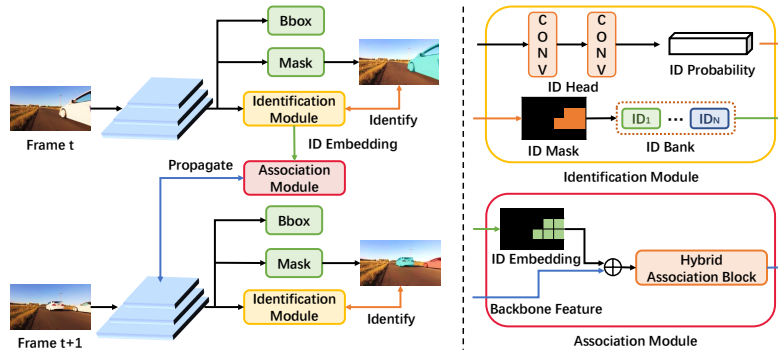 Bbox
Mask
Identification
Module
Frame t
Identify
ID Embedding
Propagate
Association
Module
Bbox
Mask
Identification
Module
Identify
Frame t+1
CONV
CONV
ID Head
ID Probability
ID Mask
ID1 ... IDN
ID Bank
Identification Module
ID Embedding
Hybrid
Association Block
Backbone Feature
Association Module